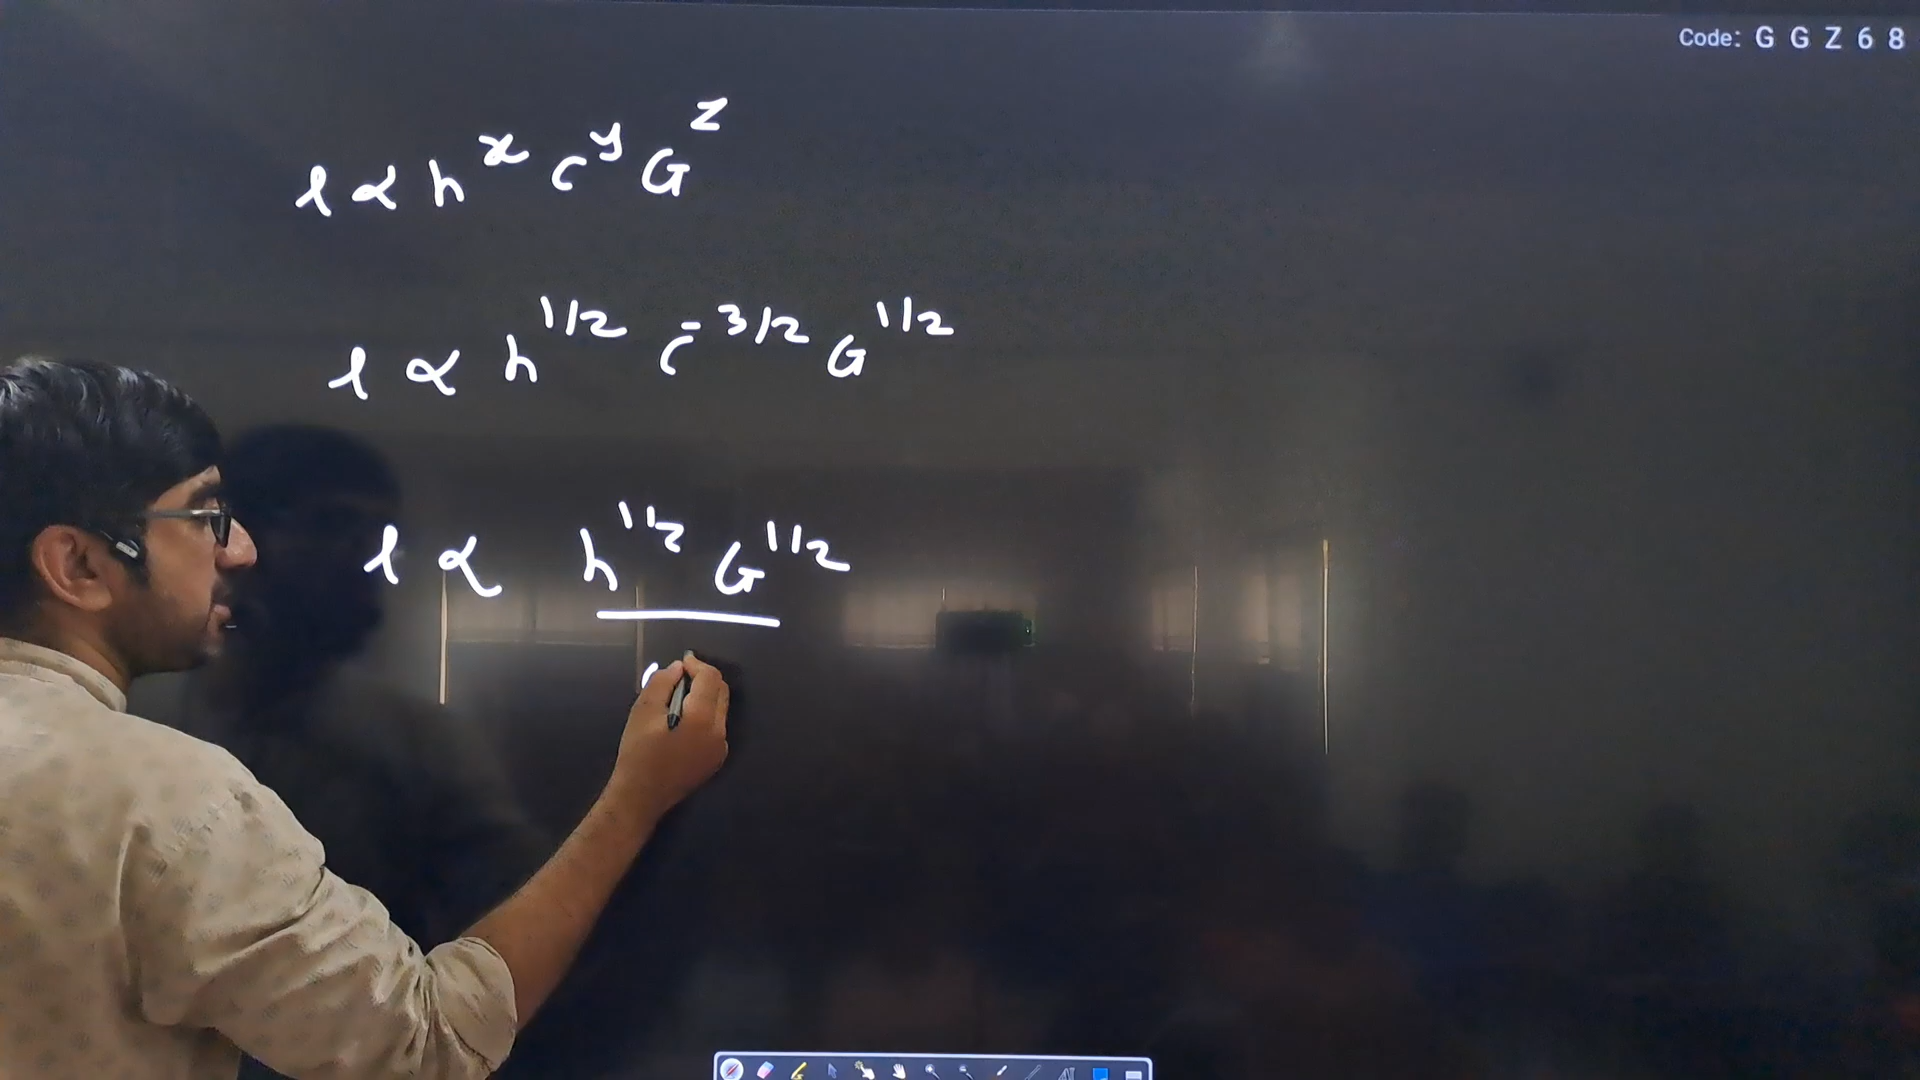 Code: G G Z 6 8
l ∝ h^x c^y G^z
l ∝ h^1/2 c^-3/2 G^1/2
l ∝ h^1/2 G^1/2